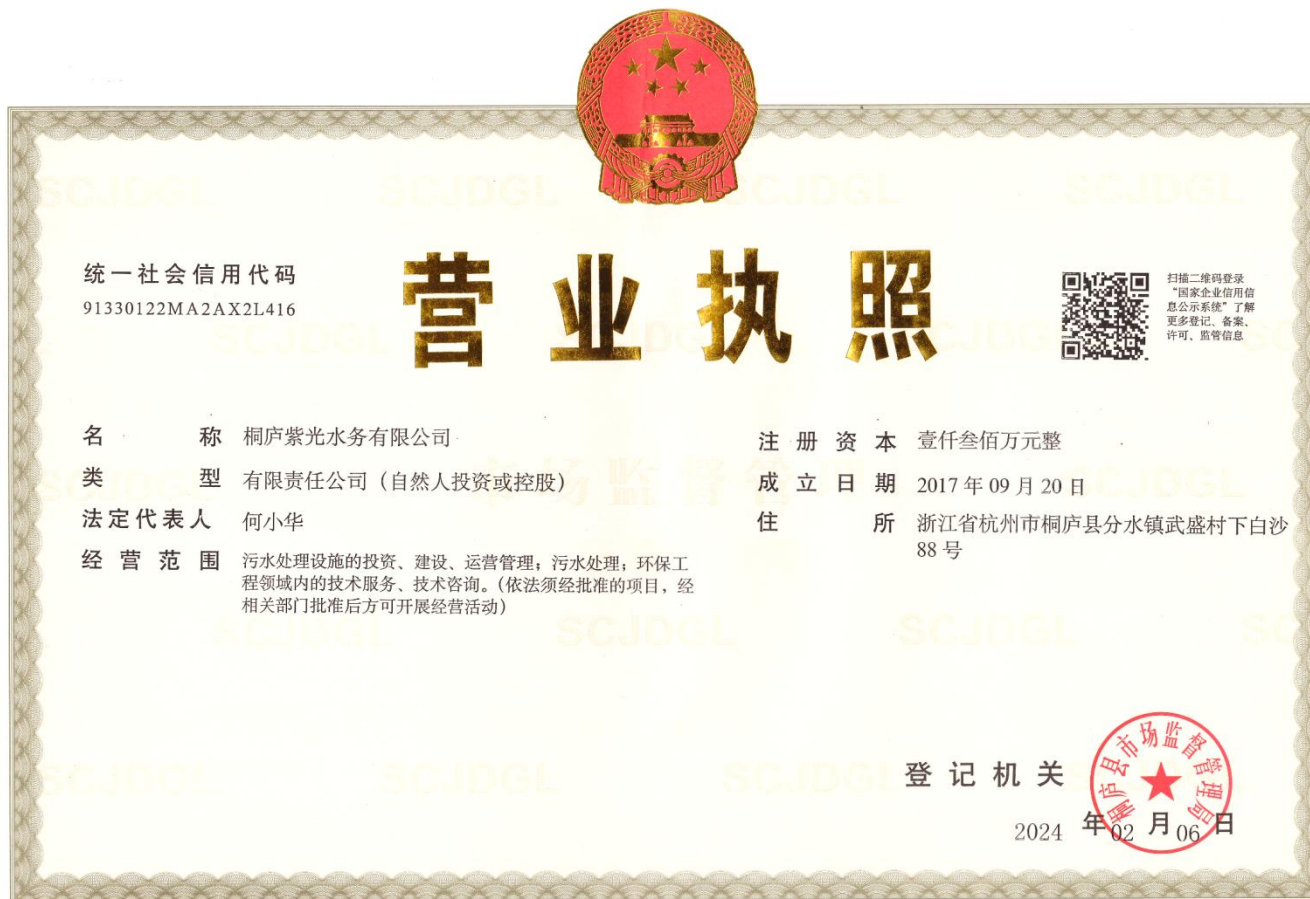 统一社会信用代码
91330122MA2AX2L416
营业执照
扫描二维码登录
“国家企业信用信
息公示系统”了解
更多登记、备案、
许可、监管信息
名称 桐庐紫光水务有限公司
类型 有限责任公司（自然人投资或控股）
法定代表人 何小华
经营范围 污水处理设施的投资、建设、运营管理；污水处理；环保工
程领域内的技术服务、技术咨询。（依法须经批准的项目，经
相关部门批准后方可开展经营活动）
注册资本 壹仟叁佰万元整
成立日期 2017年09月20日
住所 浙江省杭州市桐庐县分水镇武盛村下白沙
88号
登记机关
桐庐县市场监督管理局
2024年02月06日
SCJDGL
市场监督管理